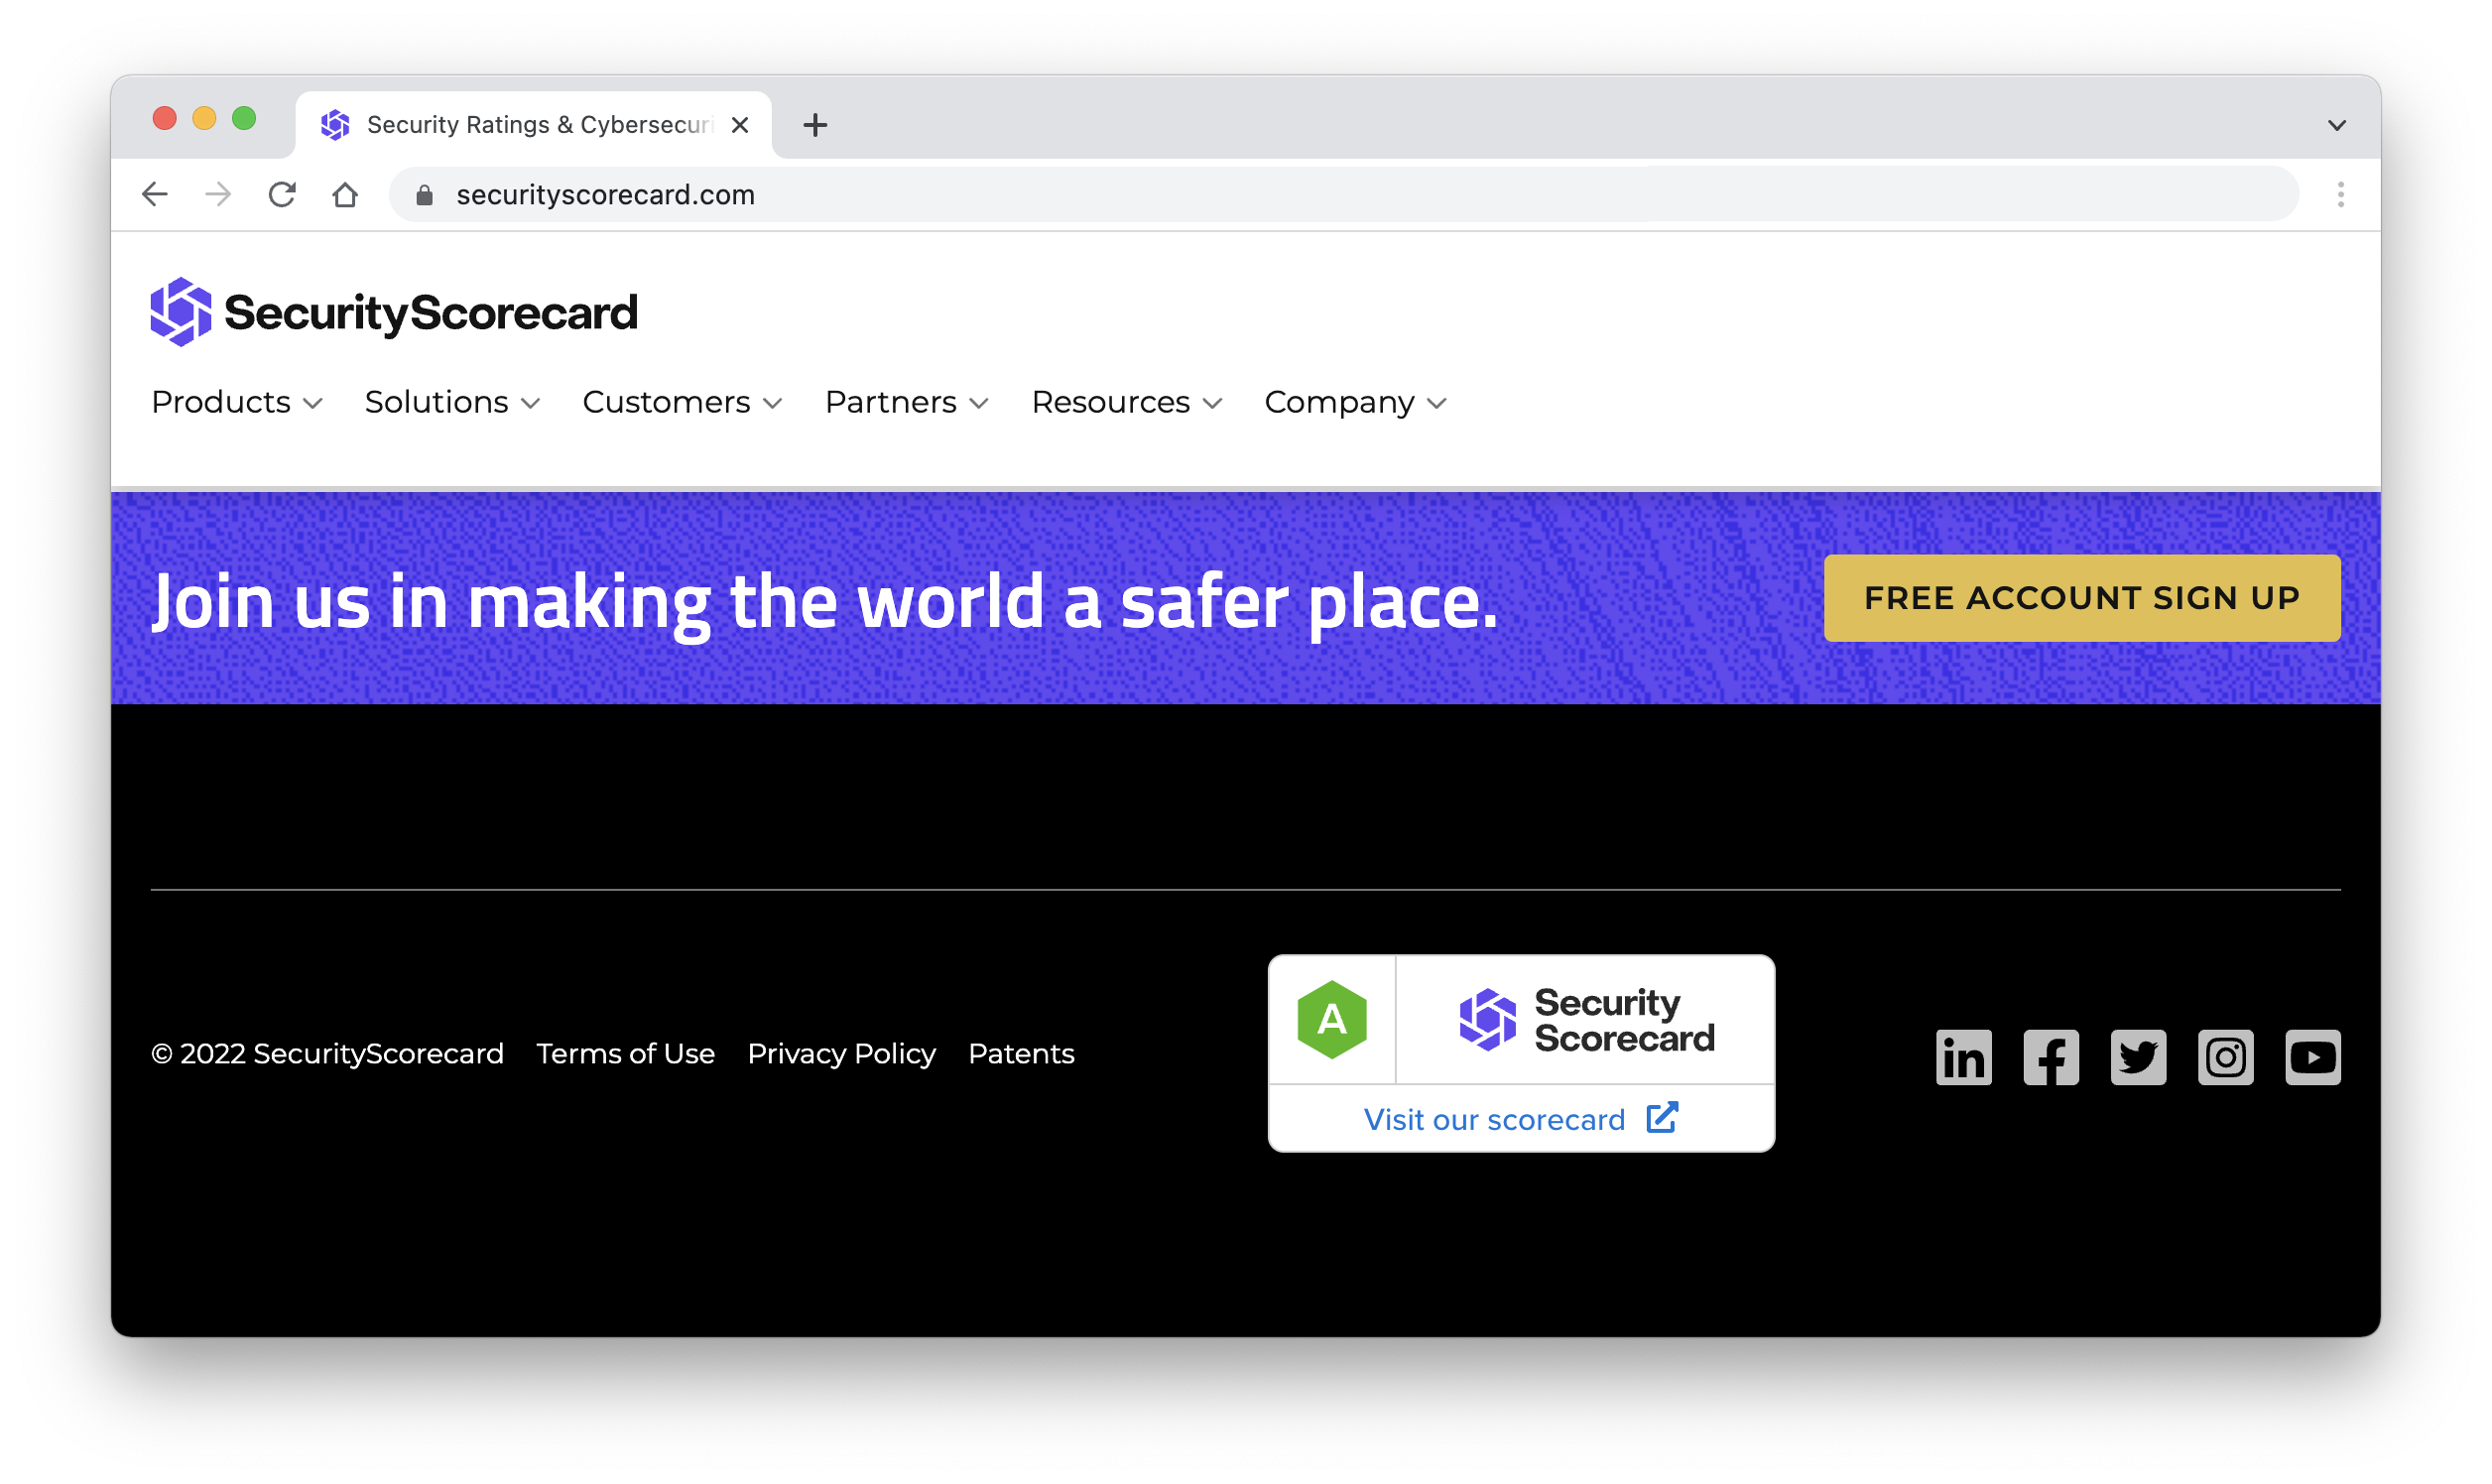 Security Ratings & Cybersecuri
securityscorecard.com
SecurityScorecard
Products Solutions Customers Partners Resources Company
Join us in making the world a safer place.
FREE ACCOUNT SIGN UP
© 2022 SecurityScorecard Terms of Use Privacy Policy Patents
A
Security
Scorecard
Visit our scorecard